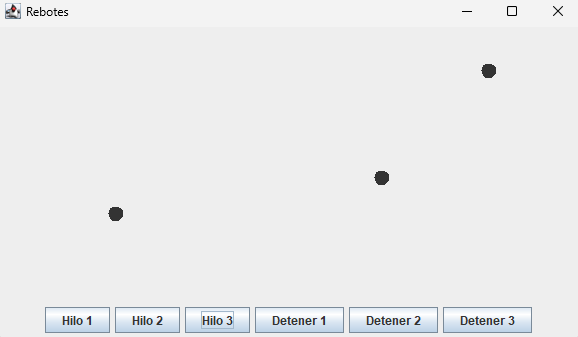 Rebotes
Hilo 1 Hilo 2 Hilo 3 Detener 1 Detener 2 Detener 3